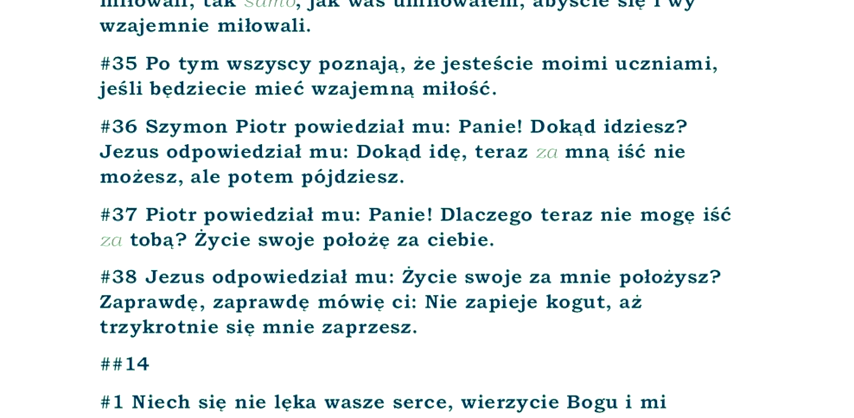 miłowali, tak samo, jak was umiłowałem, abyście się i wy
wzajemnie miłowali.
#35 Po tym wszyscy poznają, że jesteście moimi uczniami,
jeśli będziecie mieć wzajemną miłość.
#36 Szymon Piotr powiedział mu: Panie! Dokąd idziesz?
Jezus odpowiedział mu: Dokąd idę, teraz za mną iść nie
możesz, ale potem pójdziesz.
#37 Piotr powiedział mu: Panie! Dlaczego teraz nie mogę iść
za tobą? Życie swoje położę za ciebie.
#38 Jezus odpowiedział mu: Życie swoje za mnie położysz?
Zaprawdę, zaprawdę mówię ci: Nie zapieje kogut, aż
trzykrotnie się mnie zaprzesz.
##14
#1 Niech się nie lęka wasze serce, wierzycie Bogu i mi